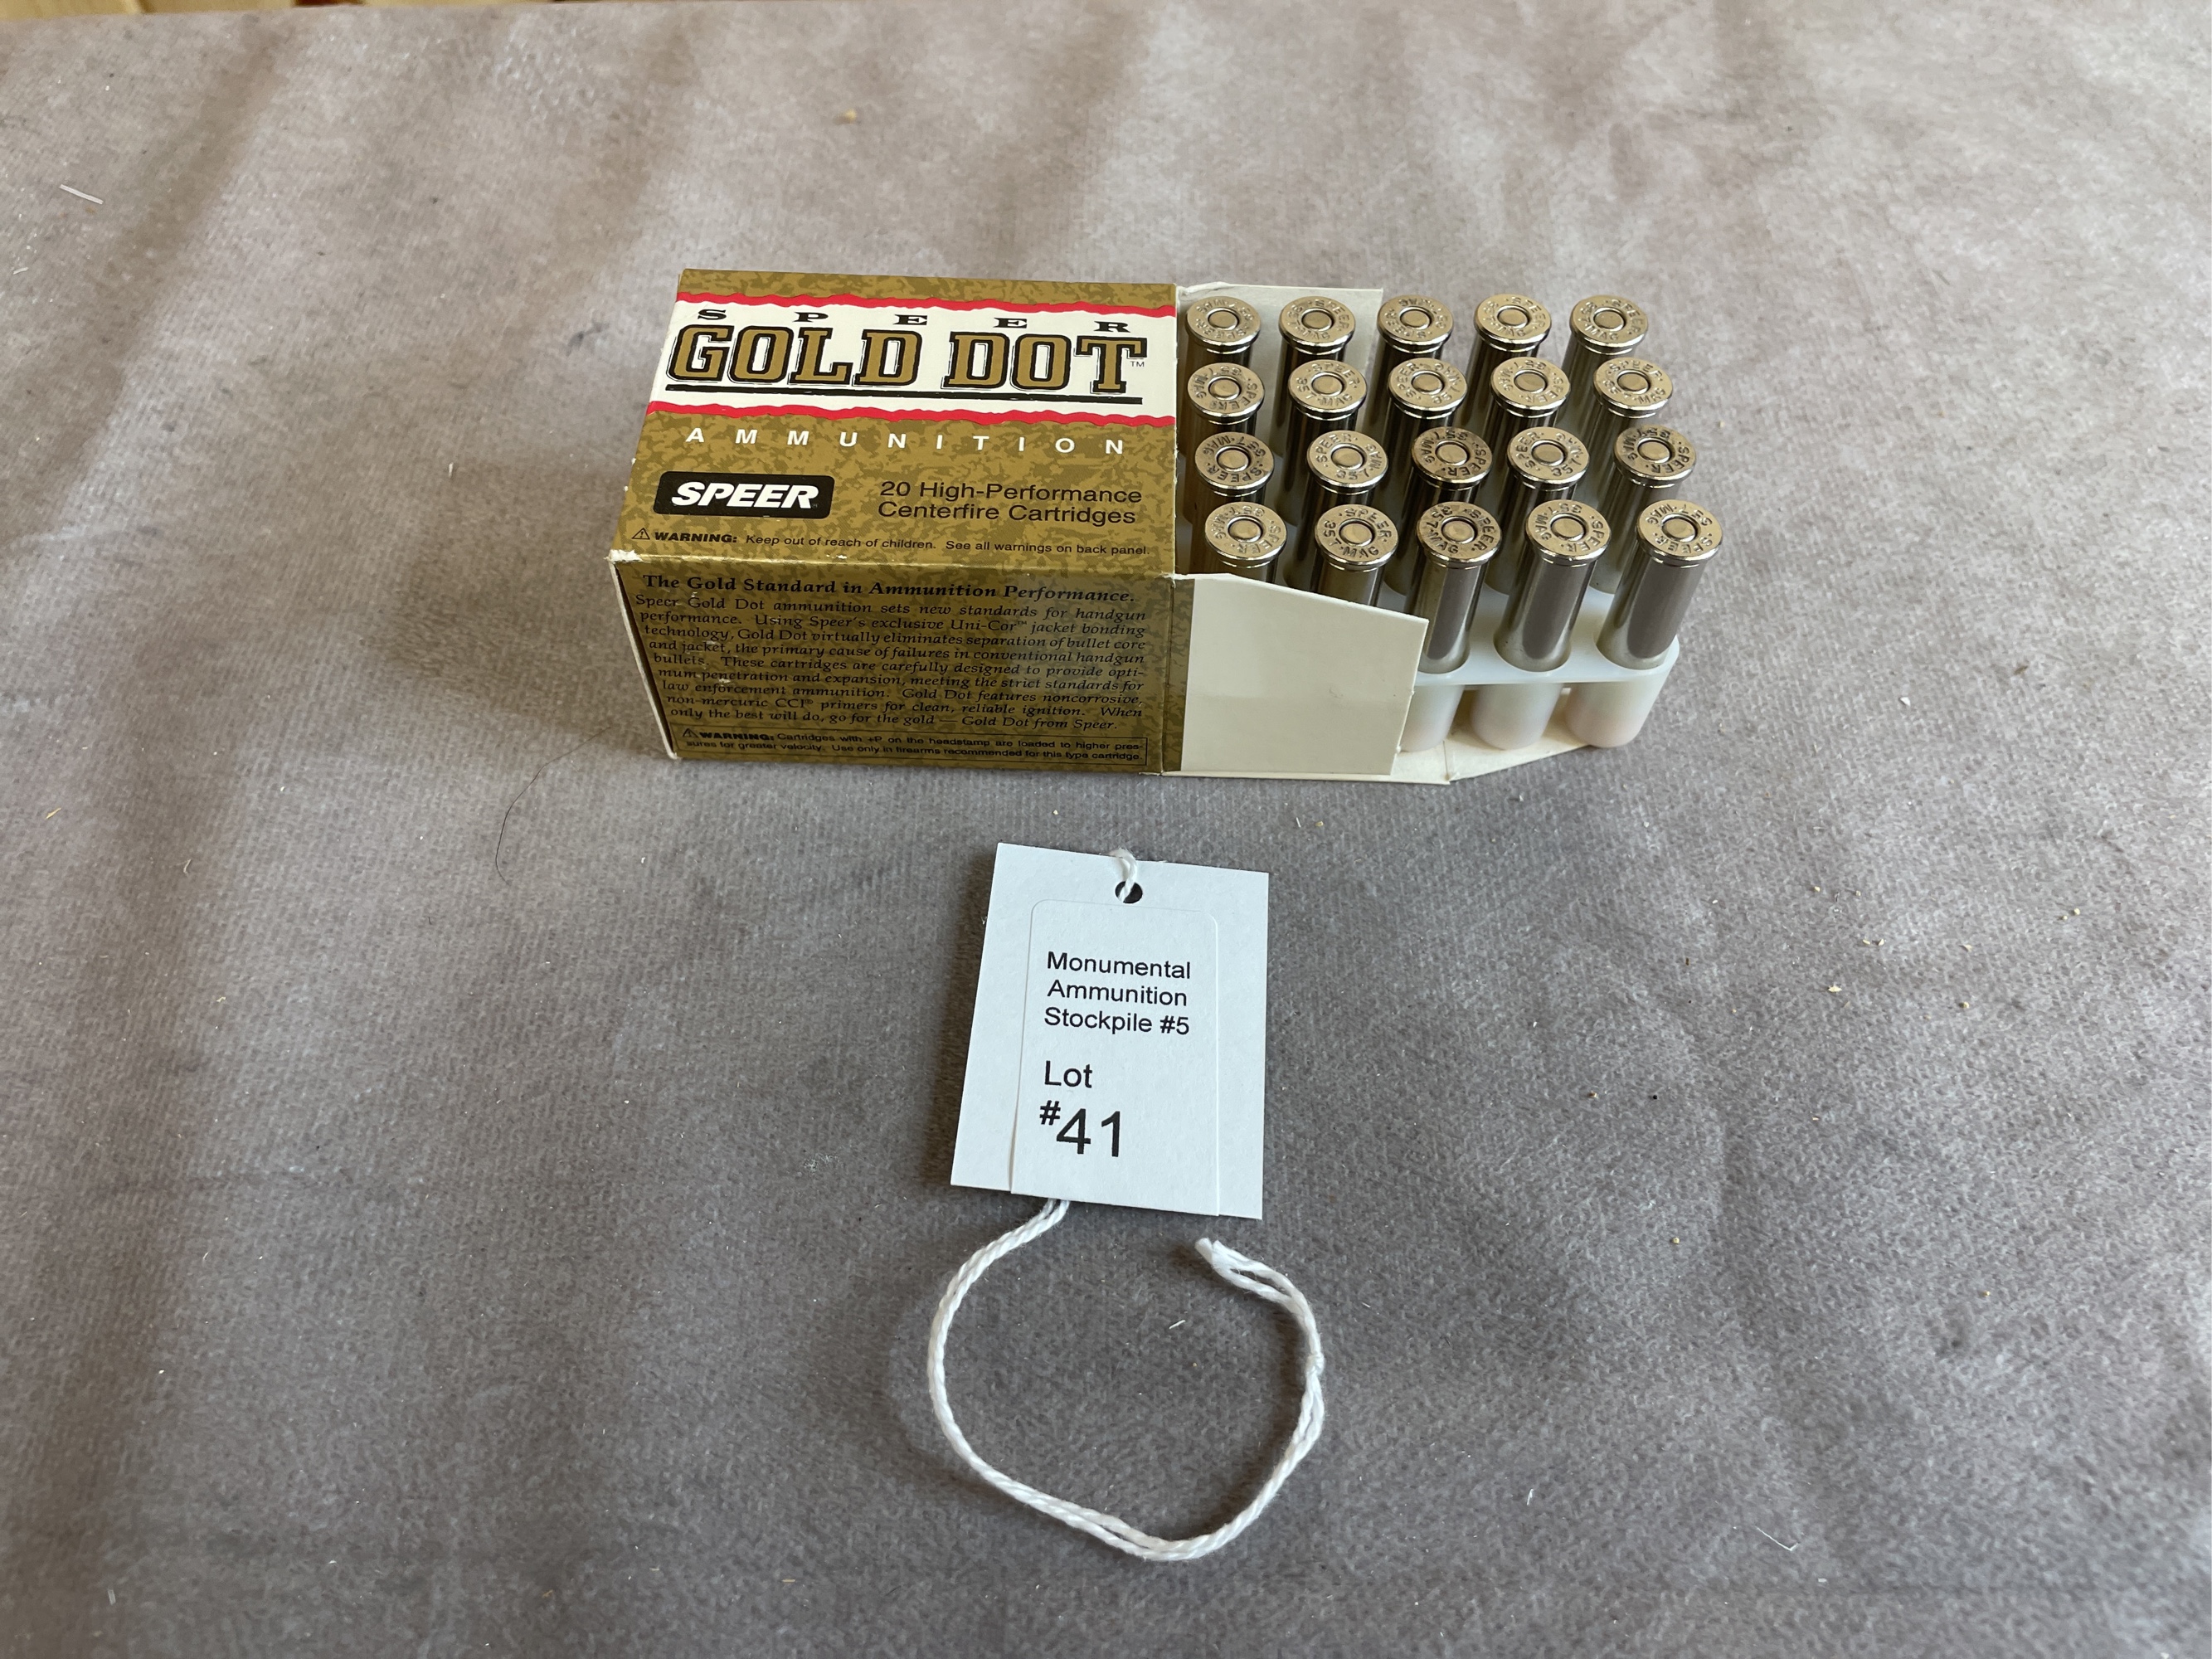 SPEER
GOLD DOT™
AMMUNITION
SPEER
20 High-Performance
Centerfire Cartridges
⚠ WARNING: Keep out of reach of children. See all warnings on back panel.
The Gold Standard in Ammunition Performance.
Speer Gold Dot ammunition sets new standards for handgun
performance. Using Speer's exclusive Uni-Cor™ jacket bonding
technology, Gold Dot virtually eliminates separation of bullet core
and jacket, the primary cause of failures in conventional handgun
bullets. These cartridges are carefully designed to provide opti-
mum penetration and expansion, meeting the strict standards for
law enforcement ammunition. Gold Dot features noncorrosive,
non-mercuric CCI® primers for clean, reliable ignition. When
only the best will do, go for the gold — Gold Dot from Speer.
⚠ WARNING: Cartridges with +P on the headstamp are loaded to higher pres-
sures for greater velocity. Use only in firearms recommended for this type cartridge.
SPEER 357 MAG
Monumental
Ammunition
Stockpile #5
Lot
#41